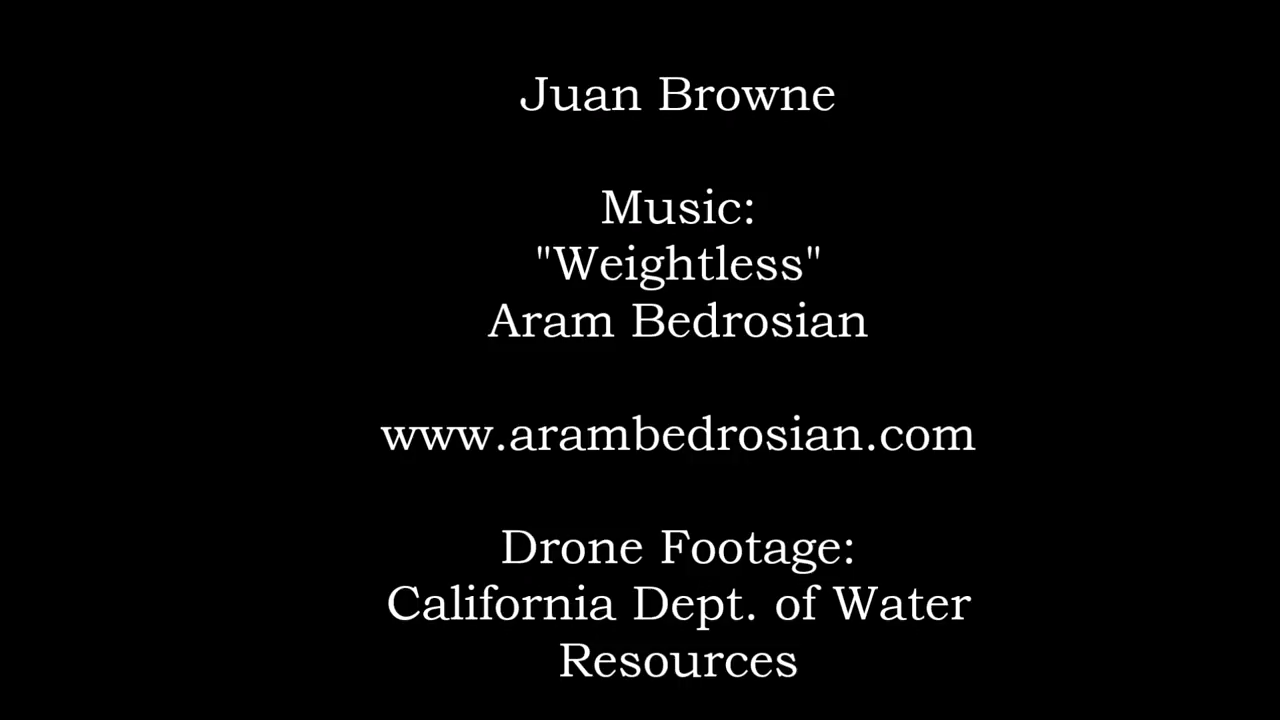 Juan Browne
Music:
"Weightless"
Aram Bedrosian
www.arambedrosian.com
Drone Footage:
California Dept. of Water
Resources